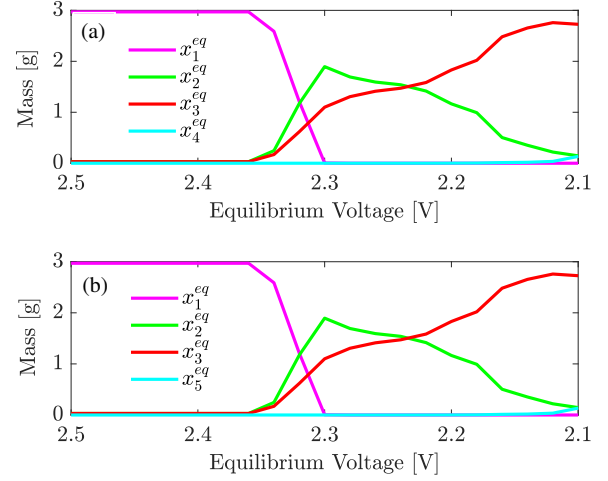 3
(a)
x_1^{eq}
2
x_2^{eq}
x_3^{eq}
1
x_4^{eq}
0
Mass [g]
2.5 2.4 2.3 2.2 2.1
Equilibrium Voltage [V]
3
(b)
x_1^{eq}
2
x_2^{eq}
x_3^{eq}
1
x_5^{eq}
0
Mass [g]
2.5 2.4 2.3 2.2 2.1
Equilibrium Voltage [V]